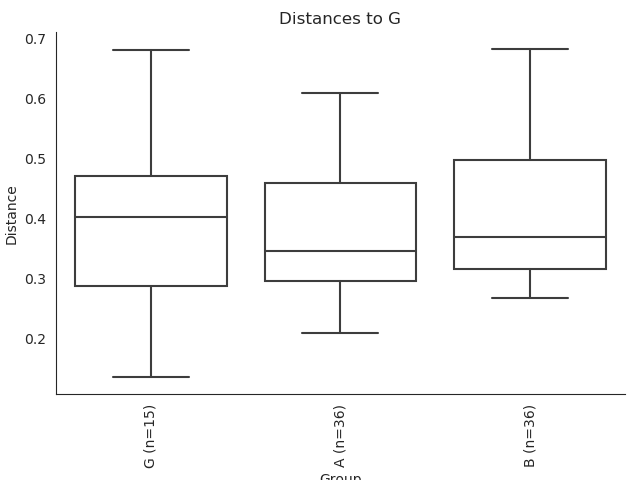 Distances to G
Distance
0.7
0.6
0.5
0.4
0.3
0.2
G (n=15)
A (n=36)
B (n=36)
Group